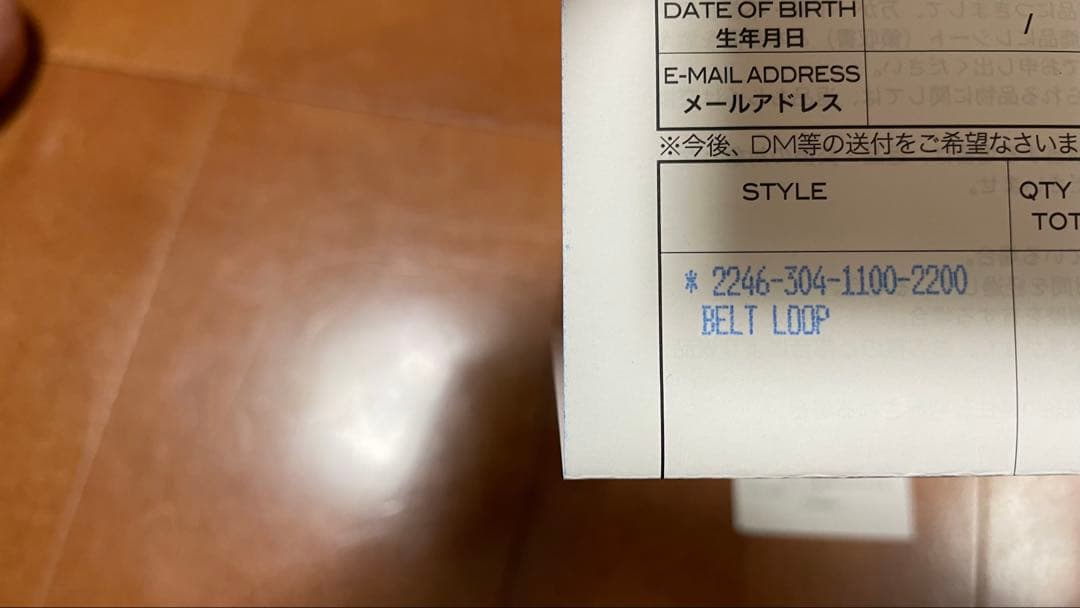 DATE OF BIRTH
生年月日
/
E-MAIL ADDRESS
メールアドレス
※今後、DM等の送付をご希望なさいま
STYLE
QTY
TOT
* 2246-304-1100-2200
BELT LOOP